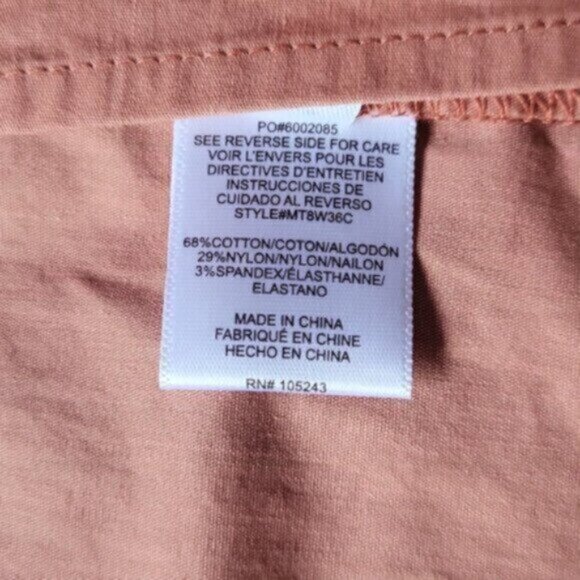 PO#6002085
SEE REVERSE SIDE FOR CARE
VOIR L'ENVERS POUR LES
DIRECTIVES D'ENTRETIEN
INSTRUCCIONES DE
CUIDADO AL REVERSO
STYLE#MT8W36C
68%COTTON/COTON/ALGODÓN
29%NYLON/NYLON/NAILON
3%SPANDEX/ÉLASTHANNE/
ELASTANO
MADE IN CHINA
FABRIQUÉ EN CHINE
HECHO EN CHINA
RN# 105243